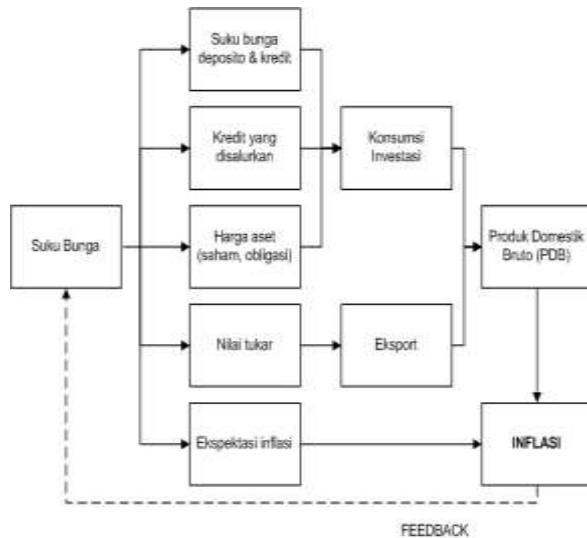 Suku bunga
deposito & kredit
Kredit yang
disalurkan
Konsumsi
Investasi
Suku Bunga
Harga aset
(saham, obligasi)
Produk Domestik
Bruto (PDB)
Nilai tukar
Eksport
Ekspektasi inflasi
INFLASI
FEEDBACK